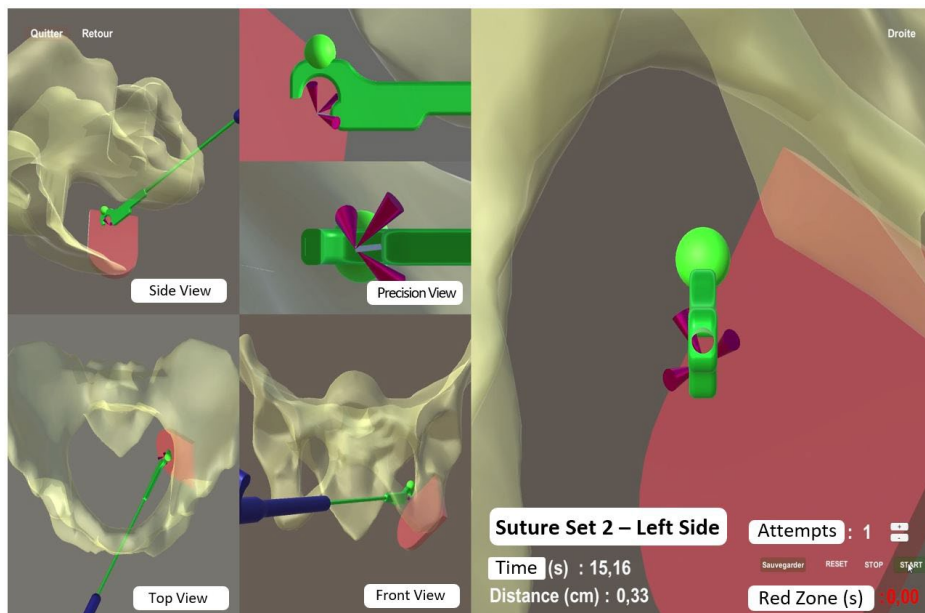 Quitter Retour
Droite
Side View
Precision View
Top View
Front View
Suture Set 2 – Left Side
Attempts : 1
+
-
Time (s) : 15,16
Sauvegarder RESET STOP START
Distance (cm) : 0,33
Red Zone (s) :0,00